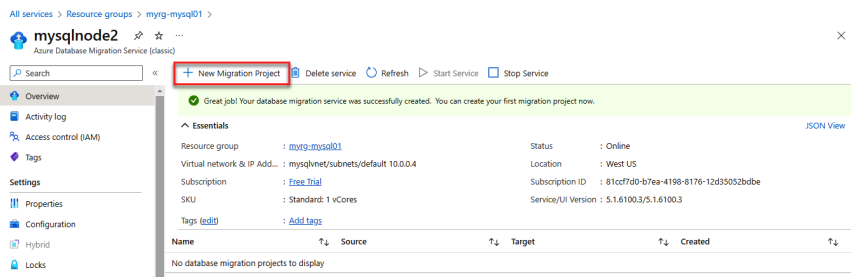 All services > Resource groups > myrg-mysql01 >
mysqlnode2 ...
Azure Database Migration Service (classic)
Search
«
+ New Migration Project
Delete service
Refresh
Start Service
Stop Service
Overview
Activity log
Access control (IAM)
Tags
Settings
Properties
Configuration
Hybrid
Locks
Great job! Your database migration service was successfully created. You can create your first migration project now.
Essentials
JSON View
Resource group : myrg-mysql01
Status : Online
Virtual network & IP Add... : mysqlvnet/subnets/default 10.0.0.4
Location : West US
Subscription : Free Trial
Subscription ID : 81ccf7d0-b7ea-4198-8176-12d35052bdbe
SKU : Standard: 1 vCores
Service/UI Version : 5.1.6100.3/5.1.6100.3
Tags (edit) : Add tags
Name ↑↓ Source ↑↓ Target ↑↓ Created ↑↓
No database migration projects to display